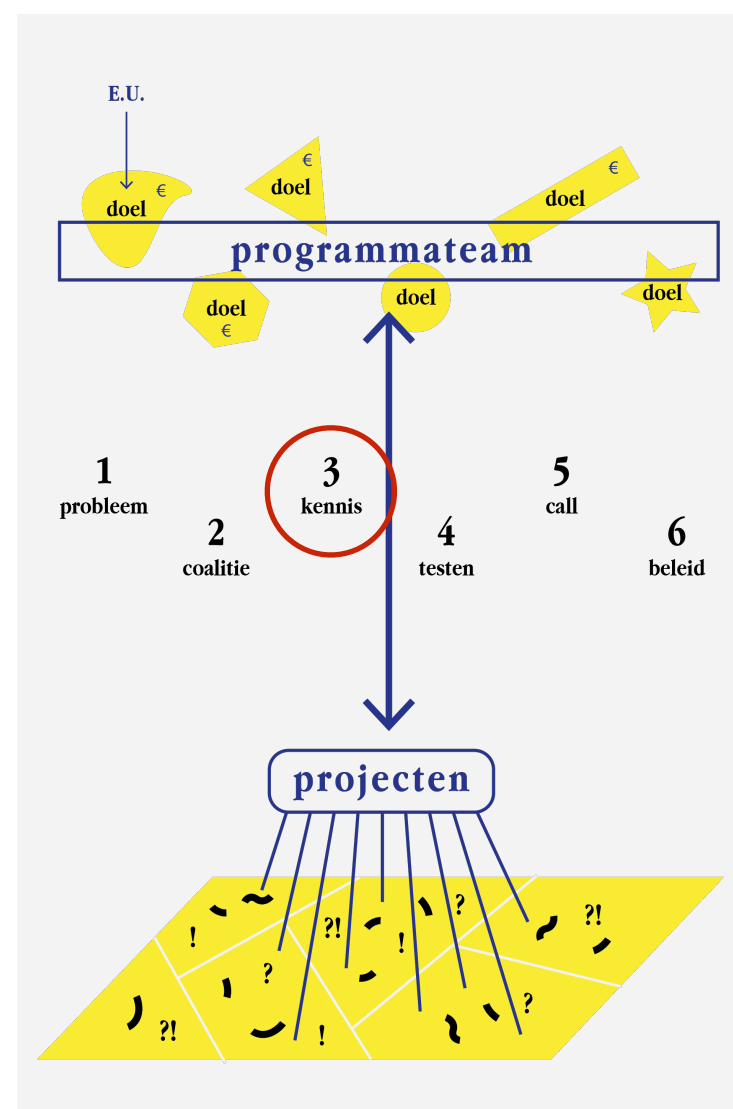 E.U.
€
doel
€
doel
€
doel
programmateam
doel
€
doel
doel
1
probleem
2
coalitie
3
kennis
4
testen
5
call
6
beleid
projecten
!
?!
?
?!
!
?
?!
?
!
?